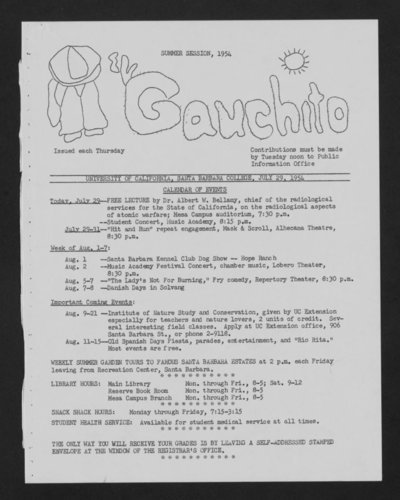 SUMMER SESSION, 1954
El Gauchito
Issued each Thursday
Contributions must be made
by Tuesday noon to Public
Information Office
UNIVERSITY OF CALIFORNIA, SANTA BARBARA COLLEGE, JULY 29, 1954
CALENDAR OF EVENTS
Today, July 29--FREE LECTURE by Dr. Albert W. Bellamy, chief of the radiological
services for the State of California, on the radiological aspects
of atomic warfare; Mesa Campus auditorium, 7:30 p.m.
--Student Concert, Music Academy, 8:15 p.m.
July 29-31--"Hit and Run" repeat engagement, Mask & Scroll, Alhecama Theatre,
8:30 p.m.
Week of Aug. 1-7:
Aug. 1 --Santa Barbara Kennel Club Dog Show -- Hope Ranch
Aug. 2 --Music Academy Festival Concert, chamber music, Lobero Theater,
8:30 p.m.
Aug. 5-7 --"The Lady's Not For Burning," Fry comedy, Repertory Theater, 8:30 p.m.
Aug. 7-8 --Danish Days in Solvang
Important Coming Events:
Aug. 9-21 --Institute of Nature Study and Conservation, given by UC Extension
especially for teachers and nature lovers, 2 units of credit. Sev-
eral interesting field classes. Apply at UC Extension office, 906
Santa Barbara St., or phone 2-9118.
Aug. 11-15--Old Spanish Days Fiesta, parades, entertainment, and "Rio Rita."
Most events are free.
WEEKLY SUMMER GARDEN TOURS TO FAMOUS SANTA BARBARA ESTATES at 2 p.m. each Friday
leaving from Recreation Center, Santa Barbara.
* * * * * * * * * * *
LIBRARY HOURS: Main Library Mon. through Fri., 8-5; Sat. 9-12
Reserve Book Room Mon. through Fri., 8-5
Mesa Campus Branch Mon. through Fri., 8-5
* * * * * * * * * * *
SNACK SHACK HOURS: Monday through Friday, 7:15-3:15
STUDENT HEALTH SERVICE: Available for student medical service at all times.
* * * * * * * * * * *
THE ONLY WAY YOU WILL RECEIVE YOUR GRADES IS BY LEAVING A SELF-ADDRESSED STAMPED
ENVELOPE AT THE WINDOW OF THE REGISTRAR'S OFFICE.
* * * * * * * * * * *